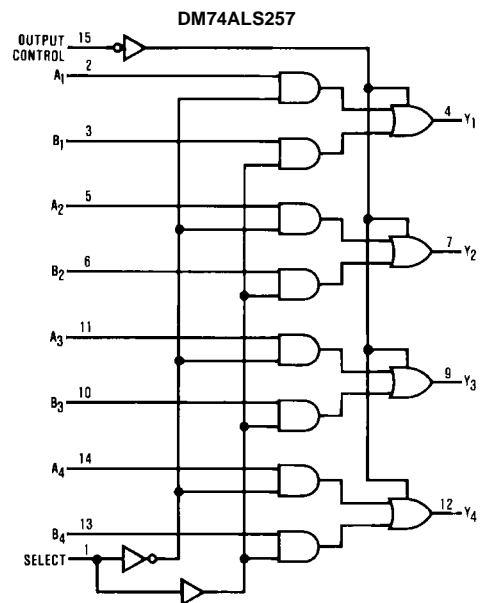 DM74ALS257
OUTPUT CONTROL 15
A1 2
4 Y1
B1 3
A2 5
7 Y2
B2 6
A3 11
9 Y3
B3 10
A4 14
12 Y4
B4 13
SELECT 1